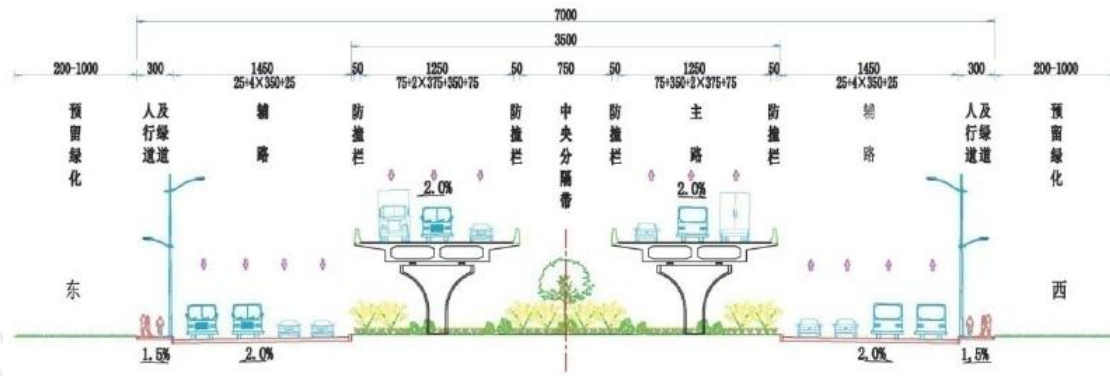 7000
3500
200-1000 300 1450 50 1250 50 750 50 1250 50 1450 300 200-1000
25+4×350+25 75+2×375+350+75 75+350+2×375+75 25+4×350+25
预留绿化
人行道及绿道
辅路
防撞栏
防撞栏
中央分隔带
防撞栏
主路
防撞栏
辅路
人行道及绿道
预留绿化
2.0% 2.0%
东 西
1.5% 2.0% 2.0% 1.5%